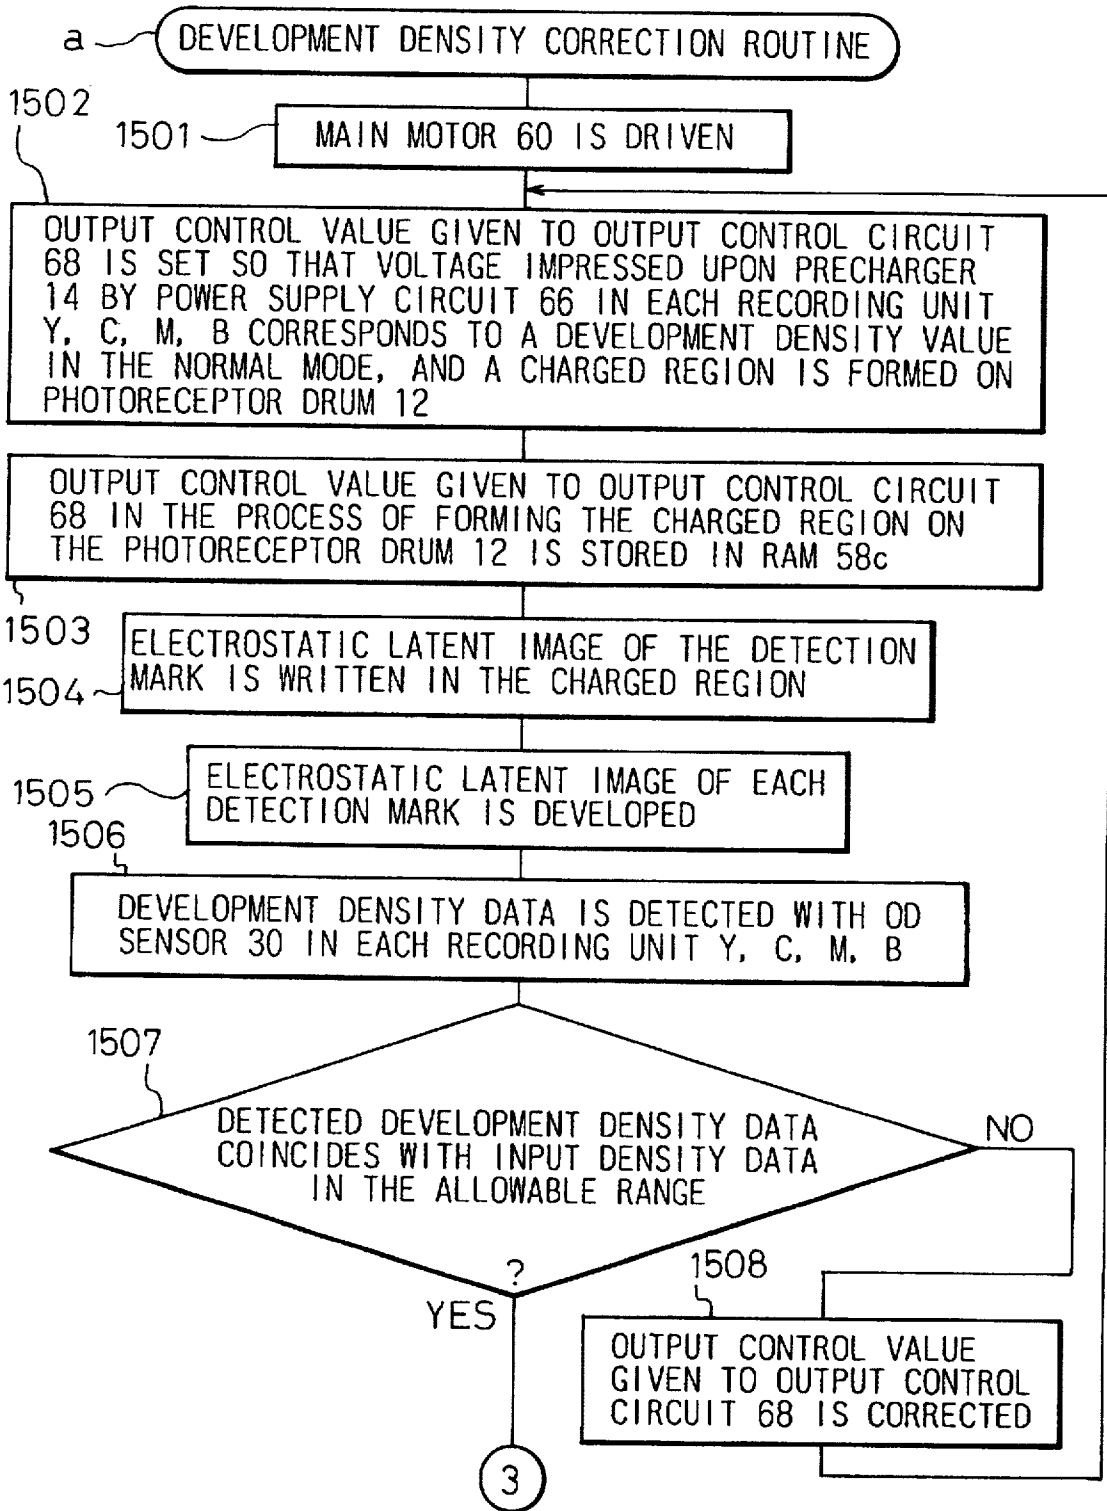 a
DEVELOPMENT DENSITY CORRECTION ROUTINE
1502
1501
MAIN MOTOR 60 IS DRIVEN
OUTPUT CONTROL VALUE GIVEN TO OUTPUT CONTROL CIRCUIT
68 IS SET SO THAT VOLTAGE IMPRESSED UPON PRECHARGER
14 BY POWER SUPPLY CIRCUIT 66 IN EACH RECORDING UNIT
Y, C, M, B CORRESPONDS TO A DEVELOPMENT DENSITY VALUE
IN THE NORMAL MODE, AND A CHARGED REGION IS FORMED ON
PHOTORECEPTOR DRUM 12
OUTPUT CONTROL VALUE GIVEN TO OUTPUT CONTROL CIRCUIT
68 IN THE PROCESS OF FORMING THE CHARGED REGION ON
THE PHOTORECEPTOR DRUM 12 IS STORED IN RAM 58c
1503
ELECTROSTATIC LATENT IMAGE OF THE DETECTION
MARK IS WRITTEN IN THE CHARGED REGION
1504
ELECTROSTATIC LATENT IMAGE OF EACH
DETECTION MARK IS DEVELOPED
1505
1506
DEVELOPMENT DENSITY DATA IS DETECTED WITH OD
SENSOR 30 IN EACH RECORDING UNIT Y, C, M, B
1507
DETECTED DEVELOPMENT DENSITY DATA
COINCIDES WITH INPUT DENSITY DATA
IN THE ALLOWABLE RANGE
?
NO
YES
1508
OUTPUT CONTROL VALUE
GIVEN TO OUTPUT CONTROL
CIRCUIT 68 IS CORRECTED
3